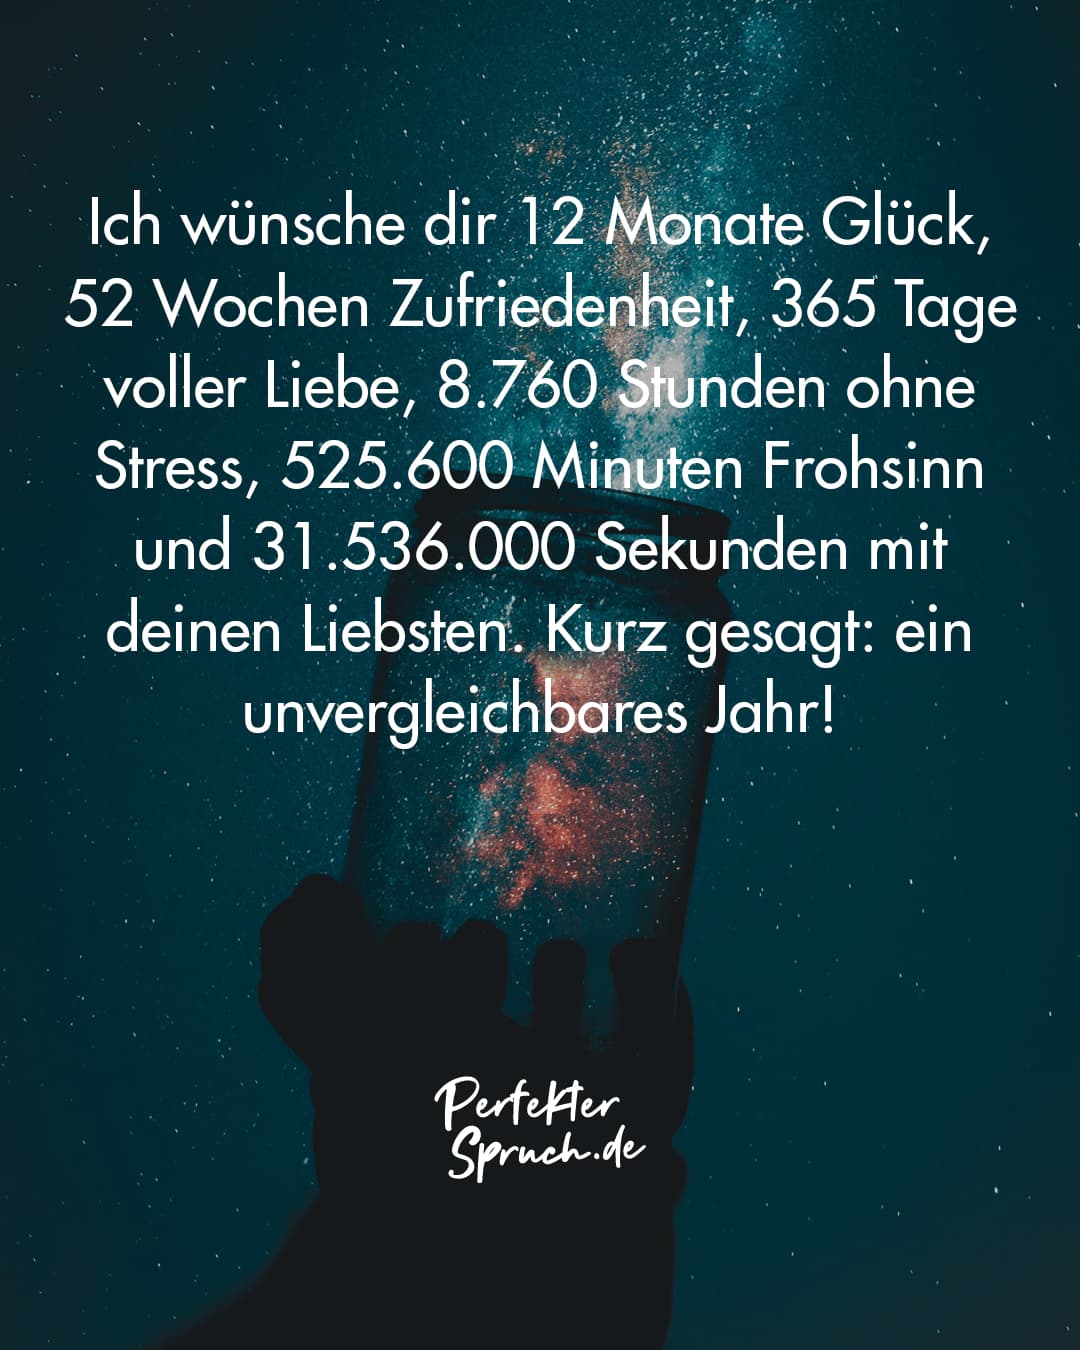 Ich wünsche dir 12 Monate Glück,
52 Wochen Zufriedenheit, 365 Tage
voller Liebe, 8.760 Stunden ohne
Stress, 525.600 Minuten Frohsinn
und 31.536.000 Sekunden mit
deinen Liebsten. Kurz gesagt: ein
unvergleichbares Jahr!
Perfekter
Spruch.de